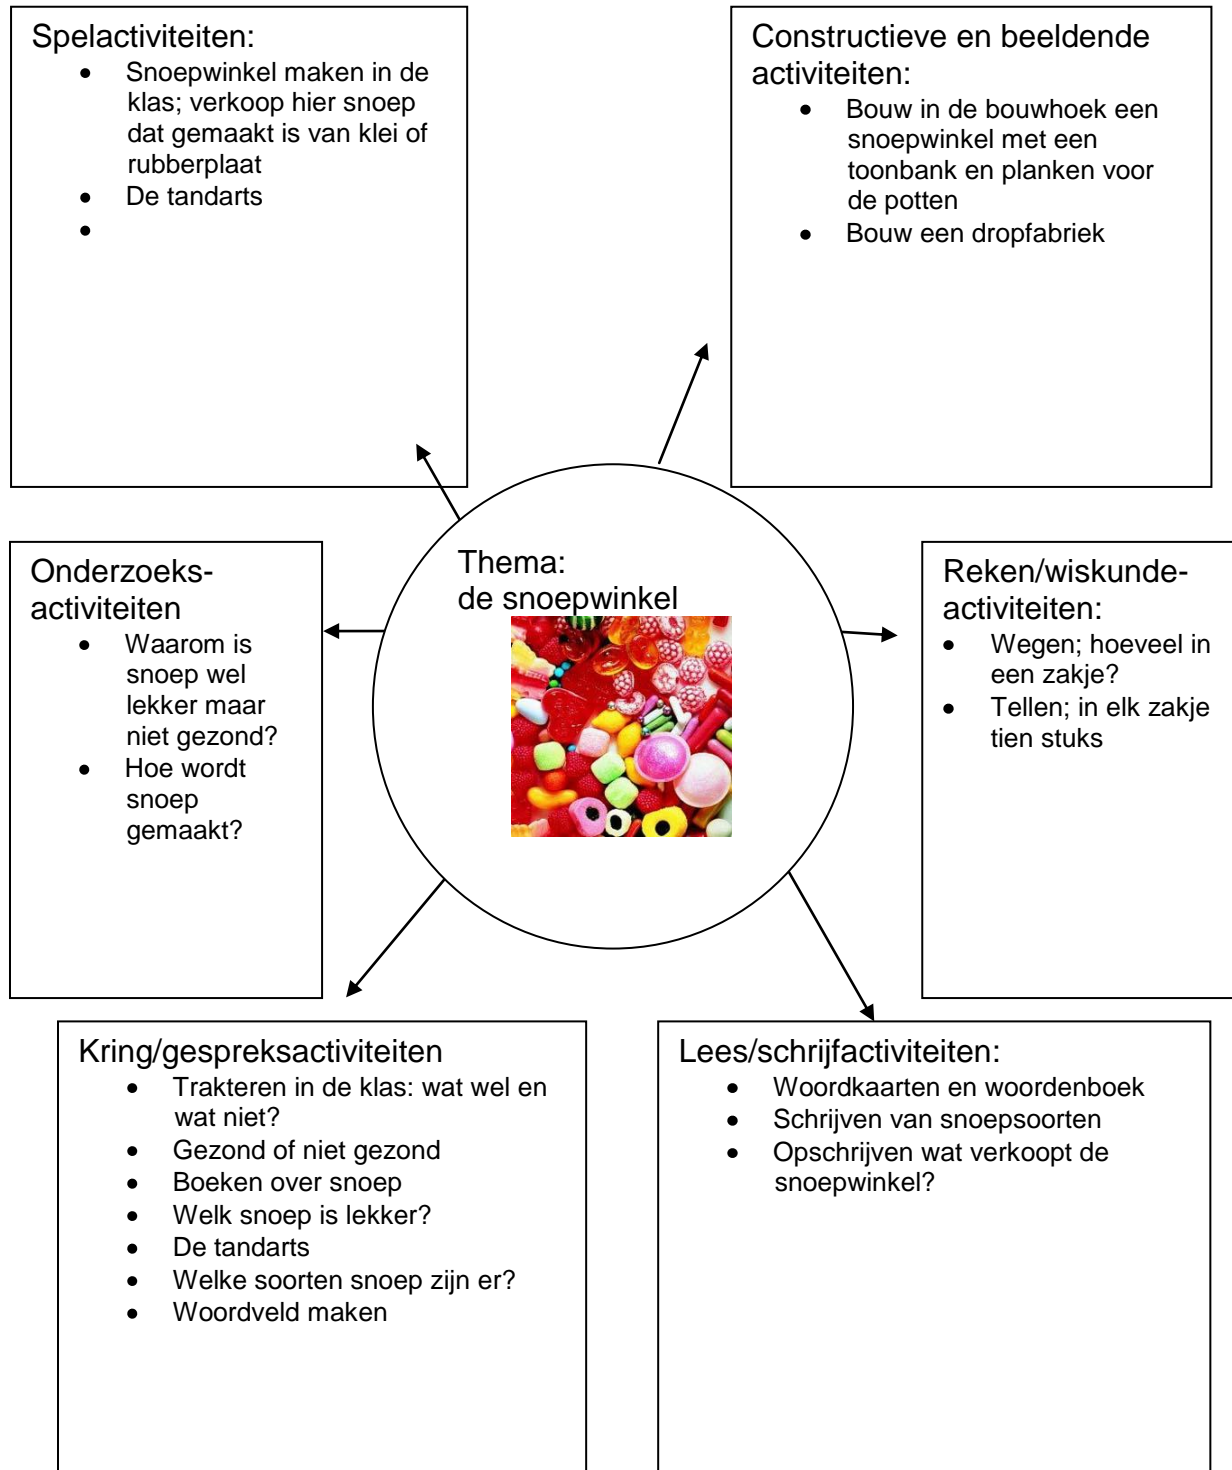 Spelactiviteiten:
• Snoepwinkel maken in de
klas; verkoop hier snoep
dat gemaakt is van klei of
rubberplaat
• De tandarts
•
Constructieve en beeldende
activiteiten:
• Bouw in de bouwhoek een
snoepwinkel met een
toonbank en planken voor
de potten
• Bouw een dropfabriek
Thema:
de snoepwinkel
Onderzoeks-
activiteiten
• Waarom is
snoep wel
lekker maar
niet gezond?
• Hoe wordt
snoep
gemaakt?
Reken/wiskunde-
activiteiten:
• Wegen; hoeveel in
een zakje?
• Tellen; in elk zakje
tien stuks
Kring/gespreksactiviteiten
• Trakteren in de klas: wat wel en
wat niet?
• Gezond of niet gezond
• Boeken over snoep
• Welk snoep is lekker?
• De tandarts
• Welke soorten snoep zijn er?
• Woordveld maken
Lees/schrijfactiviteiten:
• Woordkaarten en woordenboek
• Schrijven van snoepsoorten
• Opschrijven wat verkoopt de
snoepwinkel?